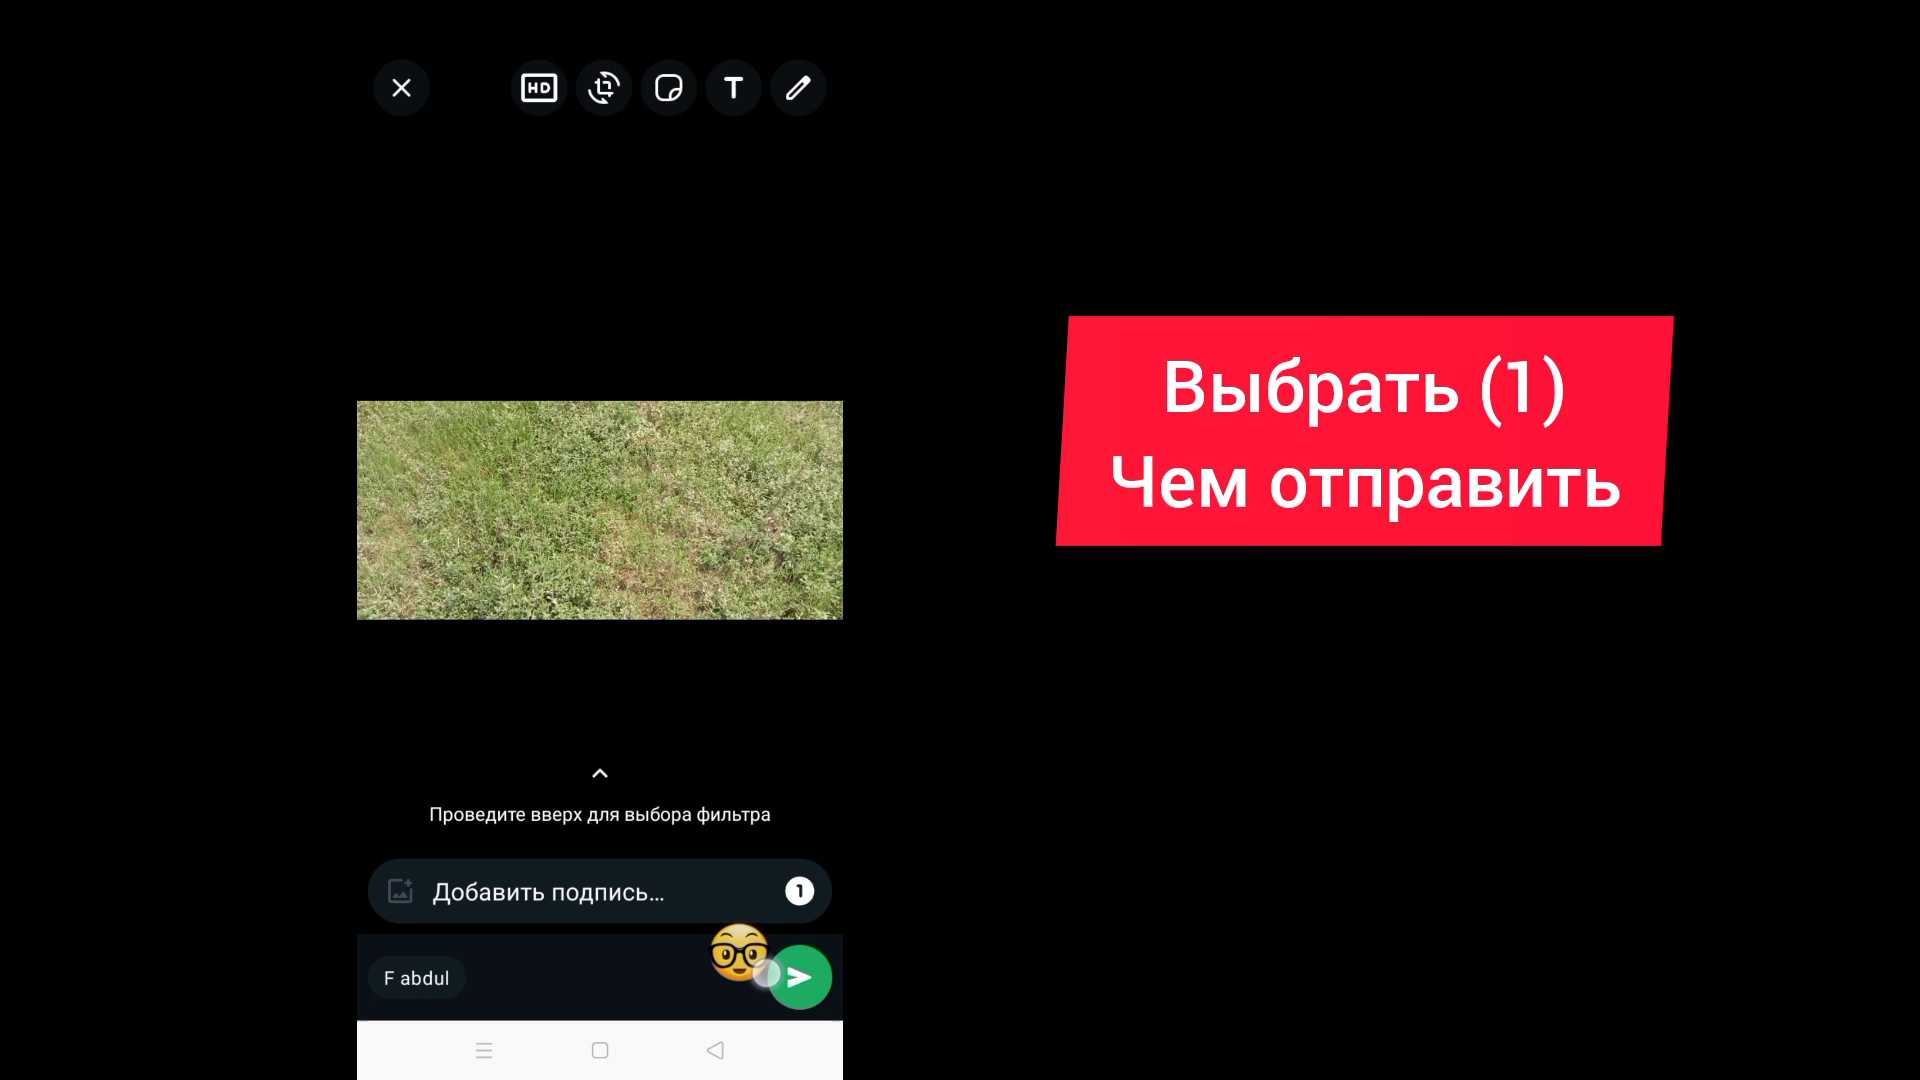 HD
T
Выбрать (1)
Чем отправить
Проведите вверх для выбора фильтра
Добавить подпись...
1
F abdul